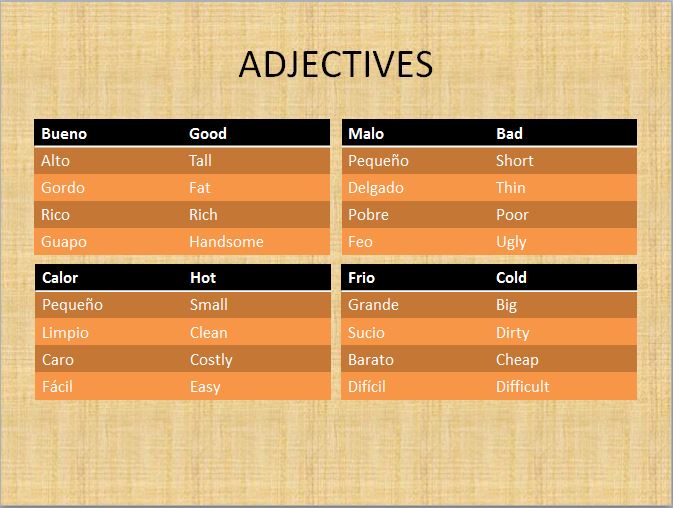 ADJECTIVES
Bueno Good Malo Bad
Alto Tall Pequeño Short
Gordo Fat Delgado Thin
Rico Rich Pobre Poor
Guapo Handsome Feo Ugly
Calor Hot Frio Cold
Pequeño Small Grande Big
Limpio Clean Sucio Dirty
Caro Costly Barato Cheap
Fácil Easy Difícil Difficult